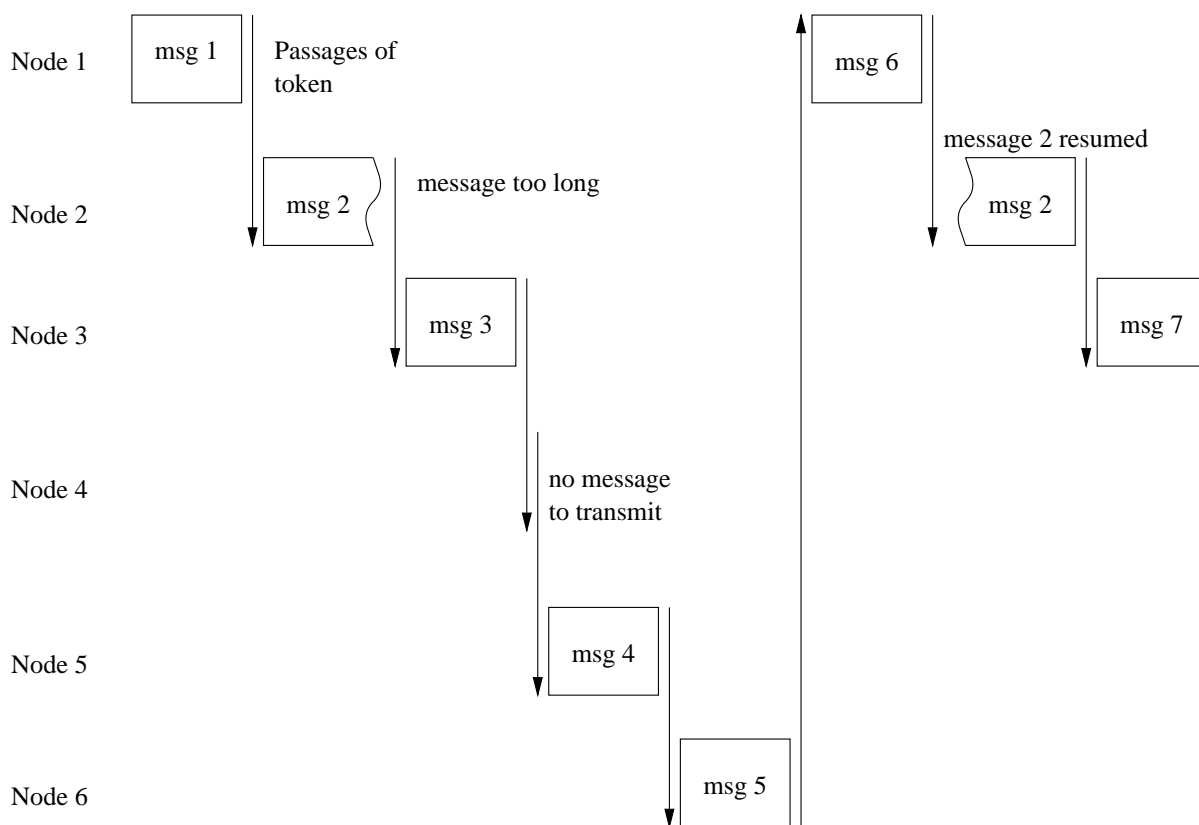 Node 1
msg 1
Passages of
token
msg 6
message 2 resumed
Node 2
msg 2
message too long
msg 2
Node 3
msg 3
msg 7
Node 4
no message
to transmit
Node 5
msg 4
Node 6
msg 5